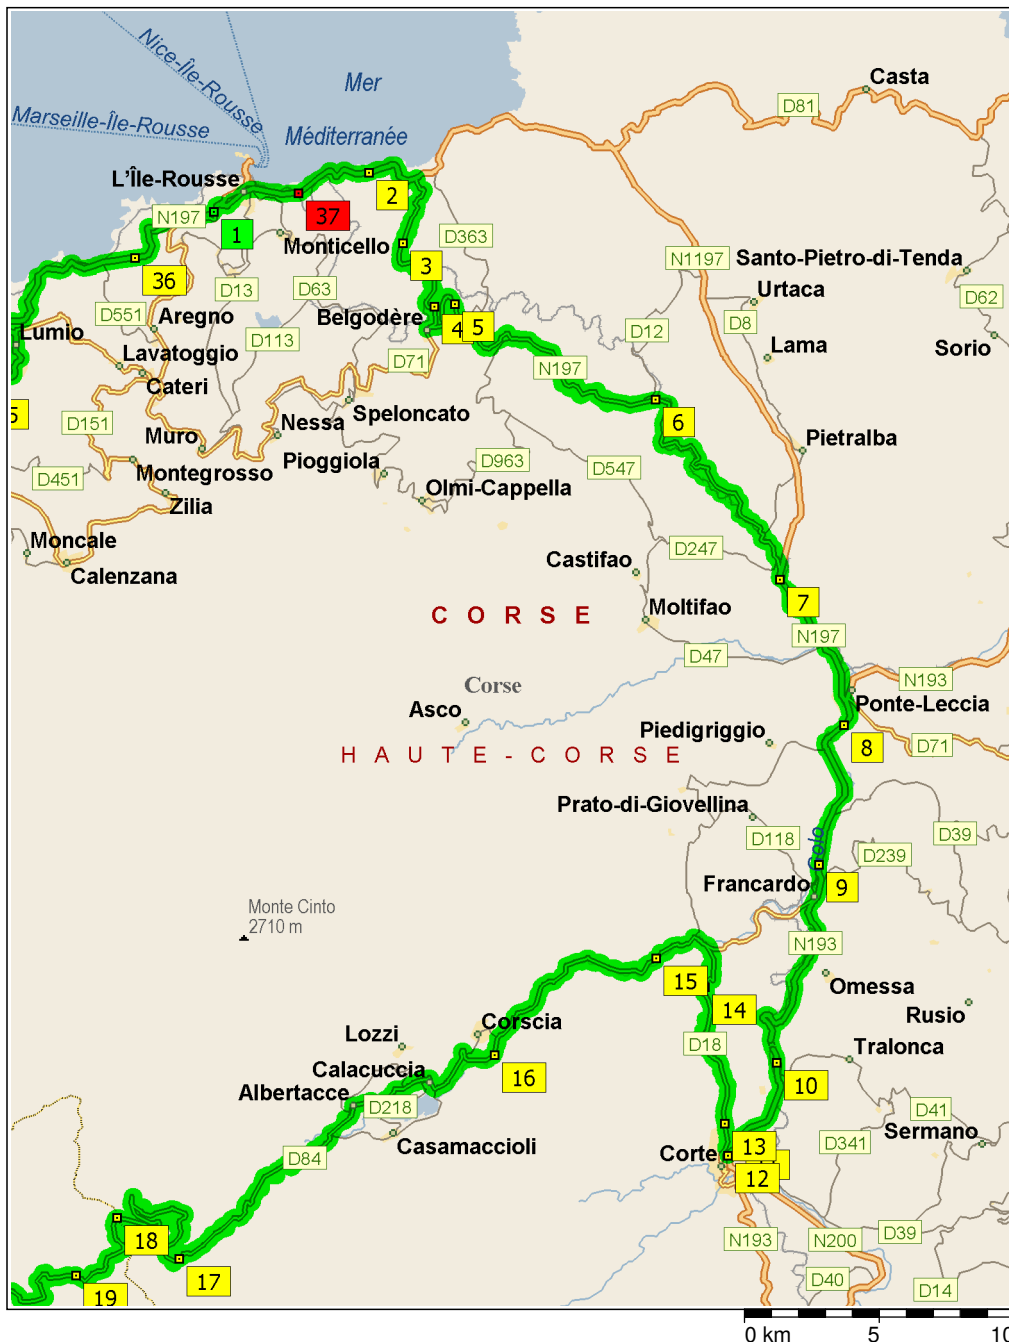 Casta
Nice-Île-Rousse
Mer
D81
Marseille-Île-Rousse
Méditerranée
L'Île-Rousse
2
N197
37
1
Monticello
D363
3
N1197
Santo-Pietro-di-Tenda
36
D13
D63
Urtaca
D62
D551
Aregno
Belgodère
4
5
D12
D8
Lumio
D113
Lama
Sorio
Lavatoggio
D71
N197
Cateri
5
Speloncato
D151
Nessa
6
Muro
Pietralba
Pioggiola
D963
D547
Montegrosso
D451
Olmi-Cappella
Zilia
Moncale
D247
Castifao
Calenzana
7
Moltifao
CORSE
N197
D47
N193
Corse
Ponte-Leccia
Asco
Piedigriggio
8
D71
HAUTE-CORSE
Prato-di-Giovellina
D118
Golo
D39
D239
Francardo
9
Monte Cinto
2710 m
N193
15
Omessa
14
Rusio
Corscia
Lozzi
D18
Tralonca
Calacuccia
16
10
Albertacce
D218
D41
Casamaccioli
D341
Sermano
13
D84
Corte
12
18
D39
N193
N200
17
D40
19
D14
0 km
5
10